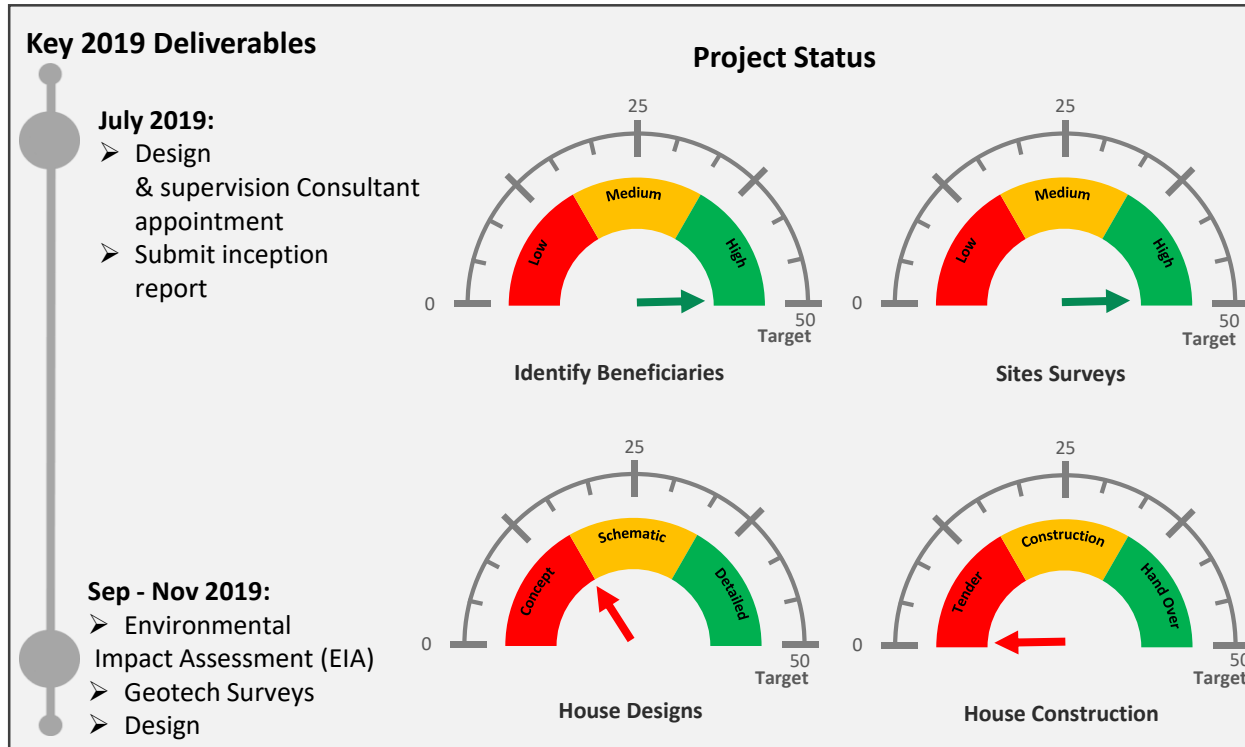 Key 2019 Deliverables
July 2019:
➢ Design
& supervision Consultant
appointment
➢ Submit inception
report
Sep - Nov 2019:
➢ Environmental
Impact Assessment (EIA)
➢ Geotech Surveys
➢ Design
Project Status
25
Medium
Low
High
0
50
Target
Identify Beneficiaries
25
Medium
Low
High
0
50
Target
Sites Surveys
25
Schematic
Concept
Detailed
0
50
Target
House Designs
25
Construction
Tender
Hand Over
0
50
Target
House Construction